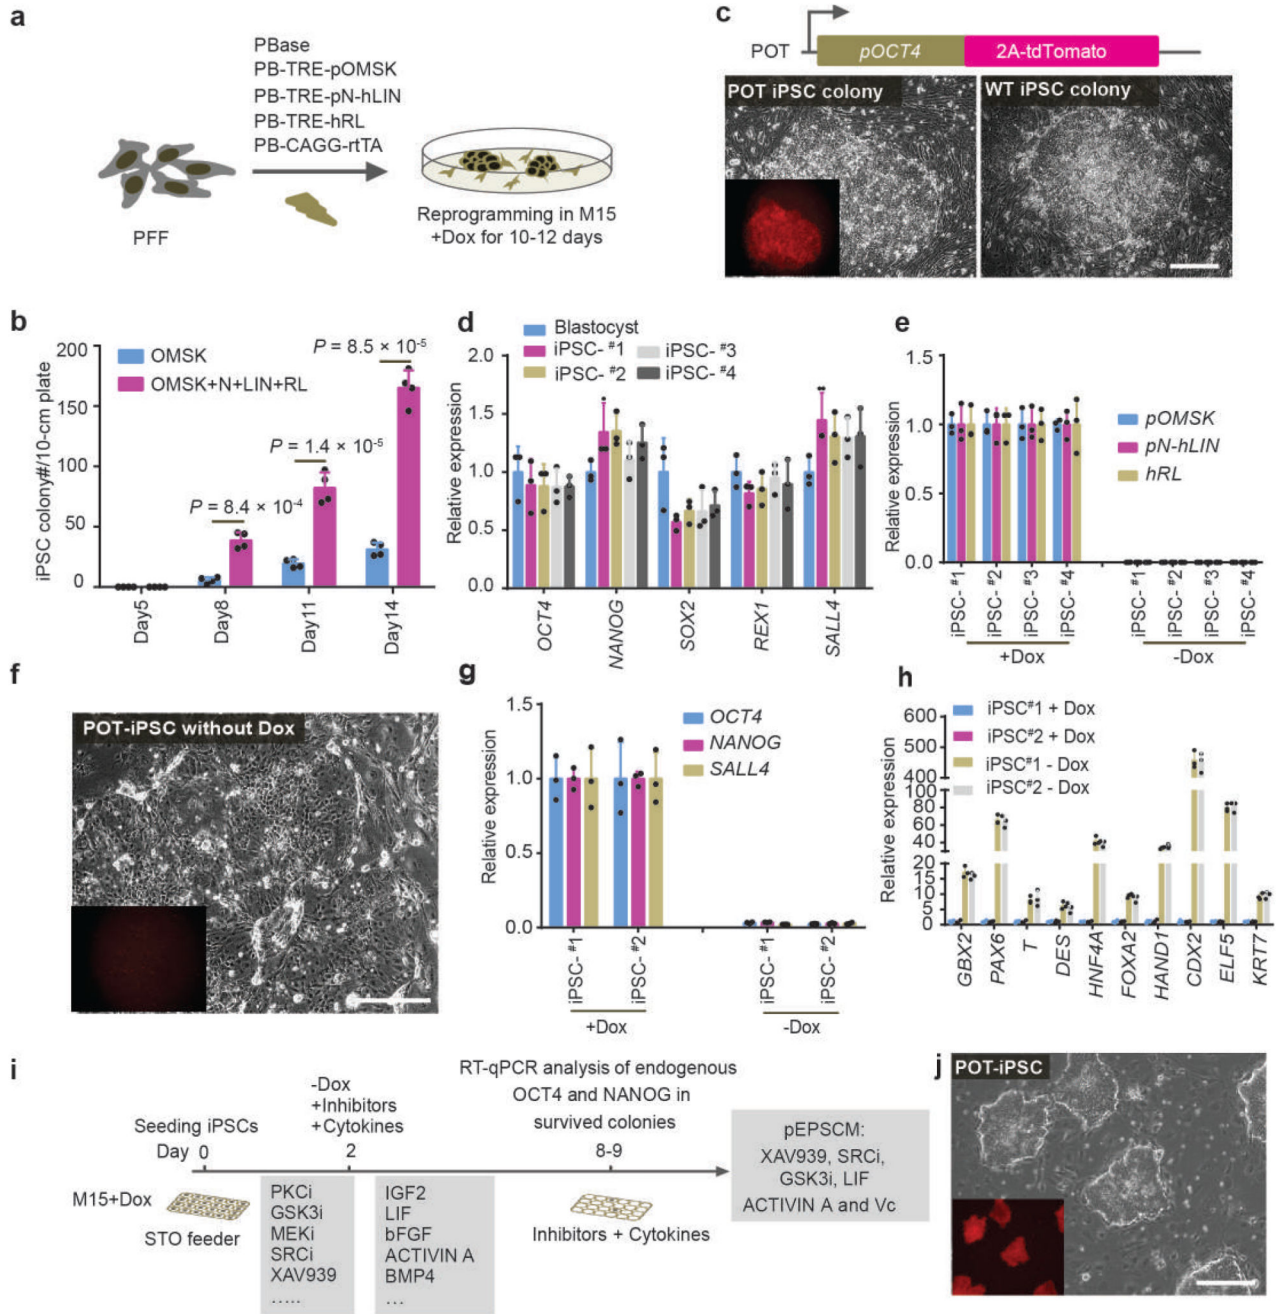 a
PBase
PB-TRE-pOMSK
PB-TRE-pN-hLIN
PB-TRE-hRL
PB-CAGG-rtTA
PFF
Reprogramming in M15
+Dox for 10-12 days
c
POT
pOCT4
2A-tdTomato
POT iPSC colony
WT iPSC colony
b
iPSC colony#/10-cm plate
200
150
100
50
0
OMSK
OMSK+N+LIN+RL
P = 8.4 × 10-4
P = 1.4 × 10-5
P = 8.5 × 10-5
Day5
Day8
Day11
Day14
d
Blastocyst
iPSC- #1
iPSC- #2
iPSC- #3
iPSC- #4
Relative expression
2.0
1.5
1.0
0.5
0.0
OCT4
NANOG
SOX2
REX1
SALL4
e
Relative expression
1.5
1.0
0.5
0.0
pOMSK
pN-hLIN
hRL
iPSC- #1
iPSC- #2
iPSC- #3
iPSC- #4
iPSC- #1
iPSC- #2
iPSC- #3
iPSC- #4
+Dox
-Dox
f
POT-iPSC without Dox
g
Relative expression
1.5
1.0
0.5
0.0
OCT4
NANOG
SALL4
iPSC- #1
iPSC- #2
iPSC- #1
iPSC- #2
+Dox
-Dox
h
Relative expression
600
500
400
100
80
60
40
20
15
10
5
0
iPSC#1 + Dox
iPSC#2 + Dox
iPSC#1 - Dox
iPSC#2 - Dox
GBX2
PAX6
T
DES
HNF4A
FOXA2
HAND1
CDX2
ELF5
KRT7
i
Seeding iPSCs
Day 0
-Dox
+Inhibitors
+Cytokines
2
RT-qPCR analysis of endogenous
OCT4 and NANOG in
survived colonies
8-9
M15+Dox
STO feeder
PKCi
GSK3i
MEKi
SRCi
XAV939
.....
IGF2
LIF
bFGF
ACTIVIN A
BMP4
...
Inhibitors + Cytokines
pEPSCM:
XAV939, SRCi,
GSK3i, LIF
ACTIVIN A and Vc
j
POT-iPSC